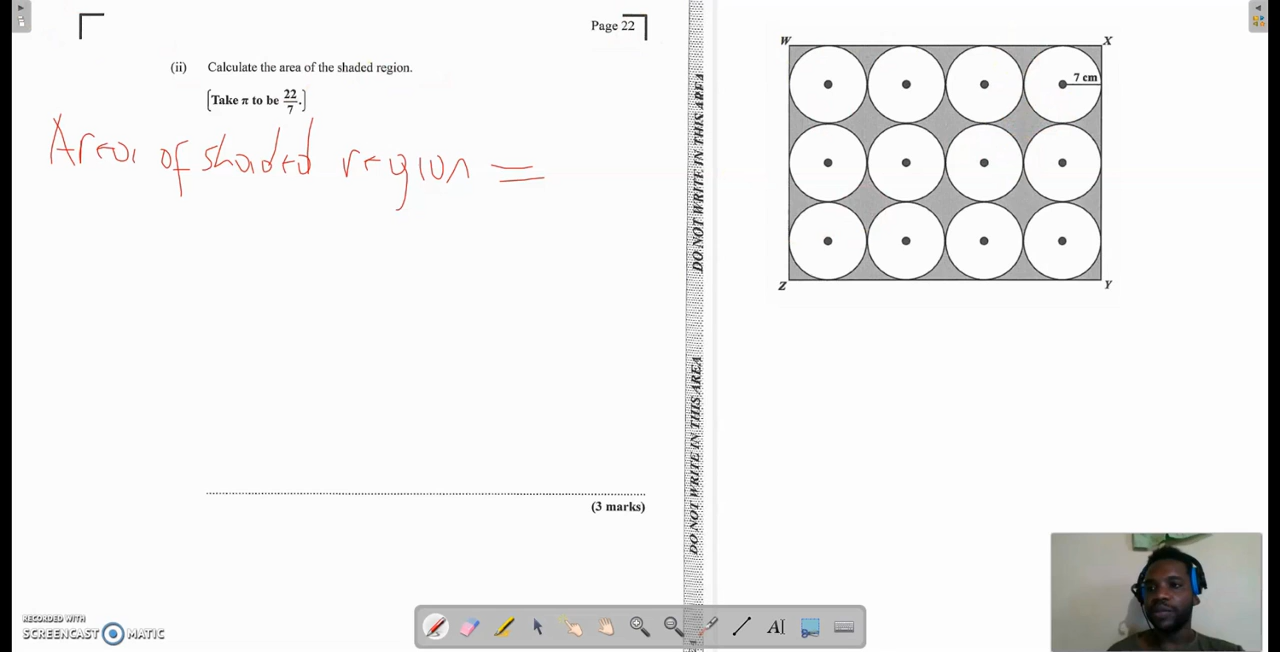 Page 22
(ii) Calculate the area of the shaded region.
[Take π to be 22/7.]
Area of shaded region =
(3 marks)
DO NOT WRITE IN THIS AREA
DO NOT WRITE IN THIS AREA
W
X
7 cm
Z
Y
RECORDED WITH
SCREENCAST MATIC
AI